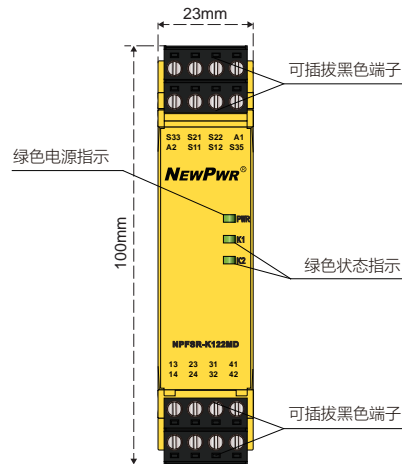 23mm
可插拔黑色端子
S33 S21 S22 A1
A2 S11 S12 S35
绿色电源指示
NEWPWR®
100mm
PWR
K1
绿色状态指示
K2
NPFSR-K122MD
13 23 31 41
14 24 32 42
可插拔黑色端子